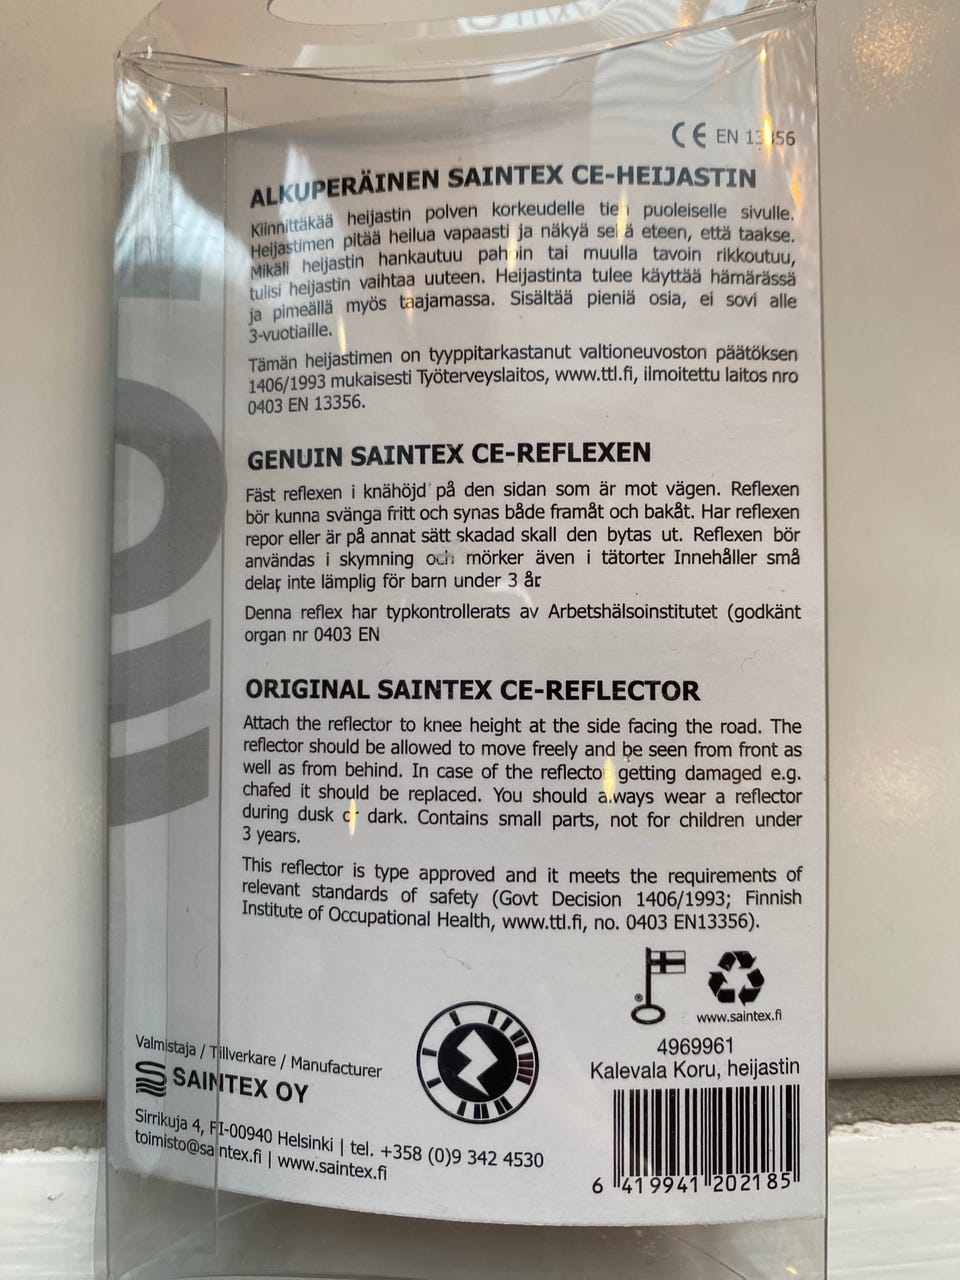 CE EN 13356
ALKUPERÄINEN SAINTEX CE-HEIJASTIN
Kiinnittäkää heijastin polven korkeudelle tien puoleiselle sivulle.
Heijastimen pitää heilua vapaasti ja näkyä sekä eteen, että taakse.
Mikäli heijastin hankautuu pahoin tai muulla tavoin rikkoutuu,
tulisi heijastin vaihtaa uuteen. Heijastinta tulee käyttää hämärässä
ja pimeällä myös taajamassa. Sisältää pieniä osia, ei sovi alle
3-vuotiaille.
Tämän heijastimen on tyyppitarkastanut valtioneuvoston päätöksen
1406/1993 mukaisesti Työterveyslaitos, www.ttl.fi, ilmoitettu laitos nro
0403 EN 13356.
GENUIN SAINTEX CE-REFLEXEN
Fäst reflexen i knähöjd på den sidan som är mot vägen. Reflexen
bör kunna svänga fritt och synas både framåt och bakåt. Har reflexen
repor eller är på annat sätt skadad skall den bytas ut. Reflexen bör
användas i skymning och mörker även i tätorter. Innehåller små
delar, inte lämplig för barn under 3 år.
Denna reflex har typkontrollerats av Arbetshälsoinstitutet (godkänt
organ nr 0403 EN
ORIGINAL SAINTEX CE-REFLECTOR
Attach the reflector to knee height at the side facing the road. The
reflector should be allowed to move freely and be seen from front as
well as from behind. In case of the reflector getting damaged e.g.
chafed it should be replaced. You should always wear a reflector
during dusk or dark. Contains small parts, not for children under
3 years.
This reflector is type approved and it meets the requirements of
relevant standards of safety (Govt Decision 1406/1993; Finnish
Institute of Occupational Health, www.ttl.fi, no. 0403 EN13356).
www.saintex.fi
4969961
Kalevala Koru, heijastin
6 419941 202185
Valmistaja / Tillverkare / Manufacturer
SAINTEX OY
Sirrikuja 4, FI-00940 Helsinki | tel. +358 (0)9 342 4530
toimisto@saintex.fi | www.saintex.fi